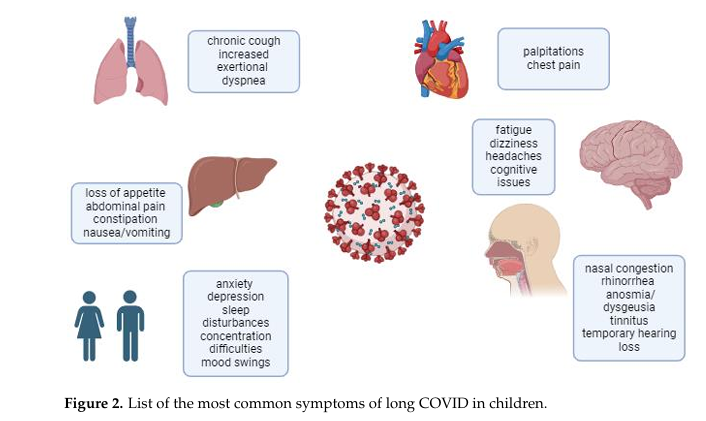 chronic cough
increased
exertional
dyspnea
palpitations
chest pain
fatigue
dizziness
headaches
cognitive
issues
loss of appetite
abdominal pain
constipation
nausea/vomiting
nasal congestion
rhinorrhea
anosmia/
dysgeusia
tinnitus
temporary hearing
loss
anxiety
depression
sleep
disturbances
concentration
difficulties
mood swings
Figure 2. List of the most common symptoms of long COVID in children.